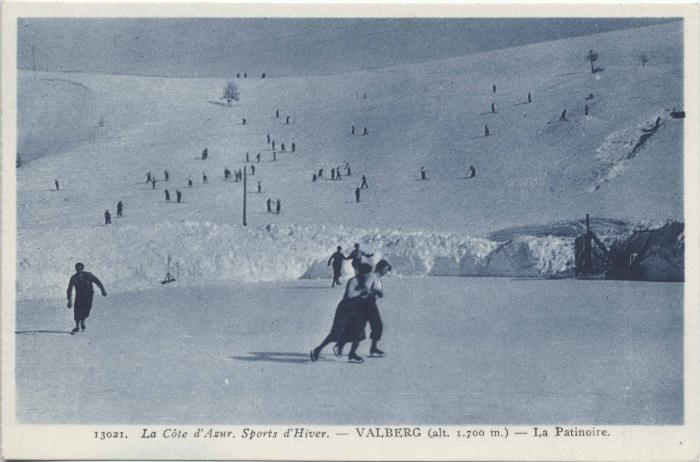 13021. La Côte d'Azur. Sports d'Hiver. — VALBERG (alt. 1.700 m.) — La Patinoire.